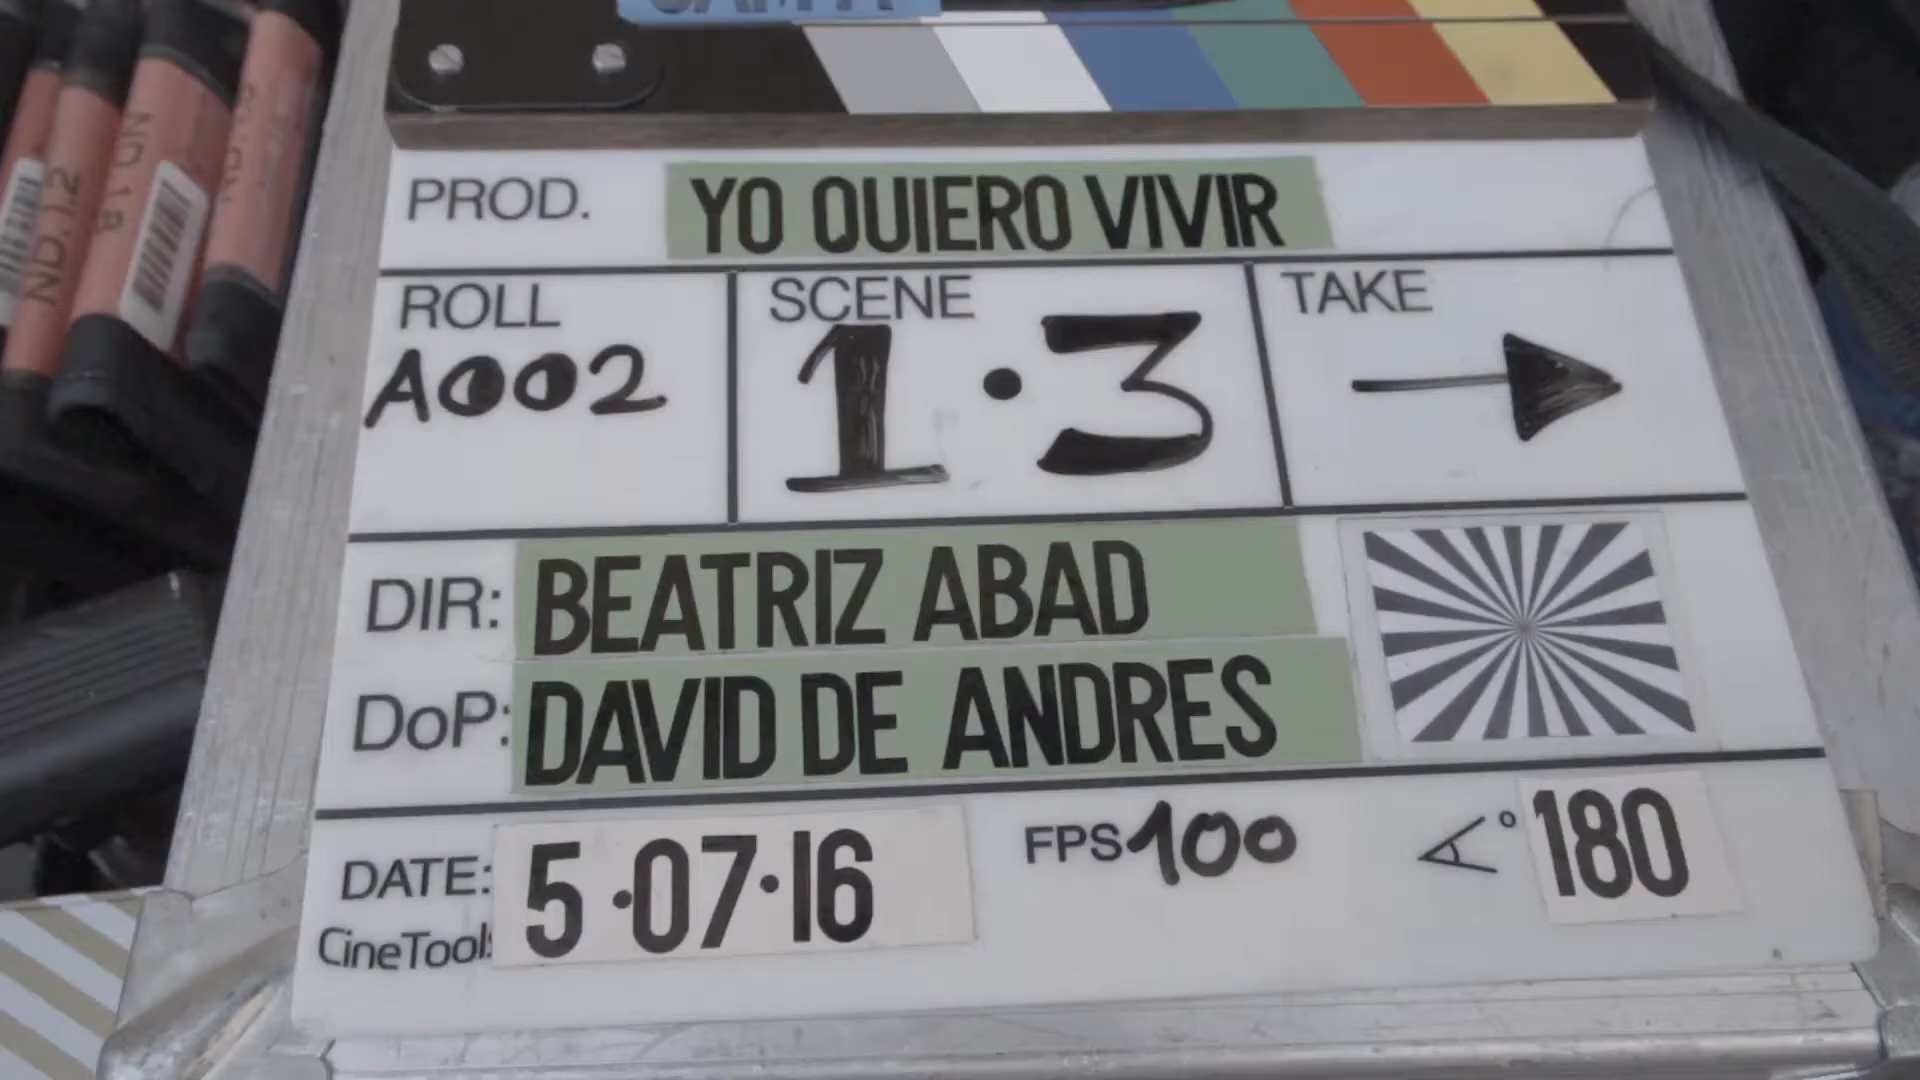 PROD. YO QUIERO VIVIR
ROLL SCENE TAKE
A002 1·3
DIR: BEATRIZ ABAD
DoP: DAVID DE ANDRES
DATE: 5·07·16 FPS 100 ∢° 180
CineTools
ND.12
ND